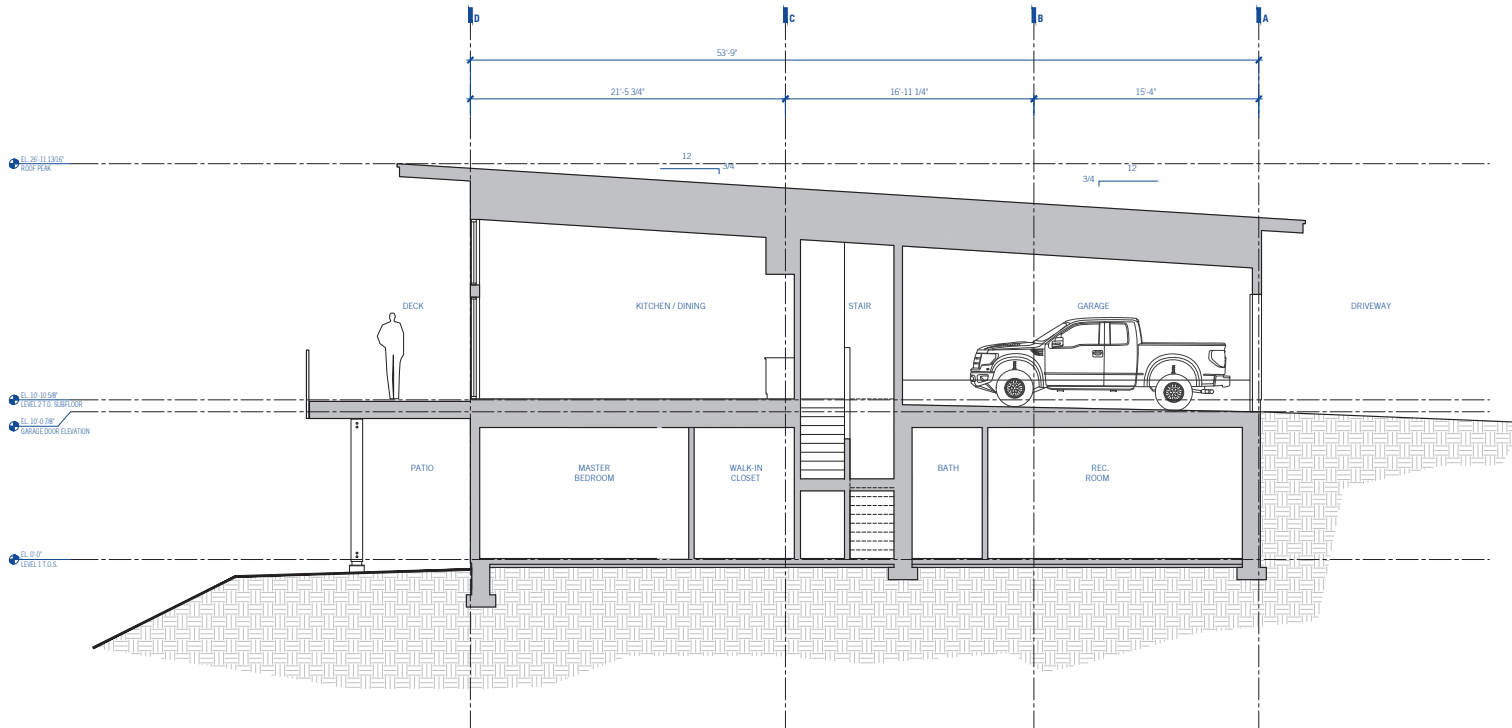 D
C
B
A
53'-9"
21'-5 3/4"
16'-11 1/4"
15'-4"
EL. 26'-11 13/16"
ROOF PEAK
12
3/4
12
3/4
DECK
KITCHEN / DINING
STAIR
GARAGE
DRIVEWAY
EL. 10'-10 5/8"
LEVEL 2 T.O. SUBFLOOR
EL. 10'-0 7/8"
GARAGE DOOR ELEVATION
PATIO
MASTER
BEDROOM
WALK-IN
CLOSET
BATH
REC.
ROOM
EL. 0'-0"
LEVEL 1 T.O.S.